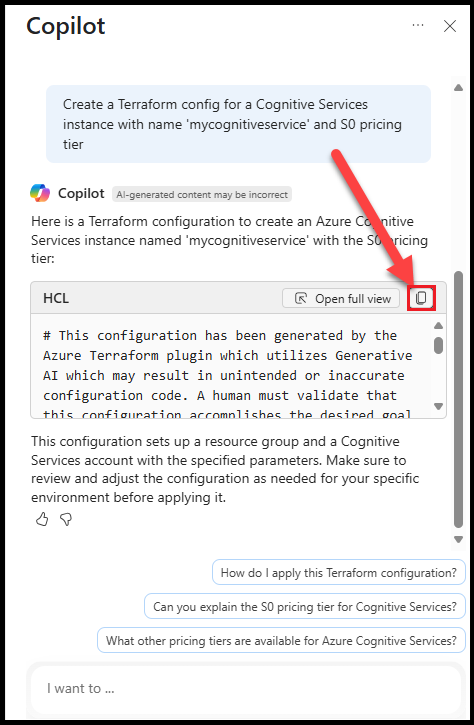 Copilot
Create a Terraform config for a Cognitive Services
instance with name 'mycognitiveservice' and S0 pricing
tier
Copilot AI-generated content may be incorrect
Here is a Terraform configuration to create an Azure Cognitive
Services instance named 'mycognitiveservice' with the S0 pricing
tier:
HCL Open full view
# This configuration has been generated by the
Azure Terraform plugin which utilizes Generative
AI which may result in unintended or inaccurate
configuration code. A human must validate that
this configuration accomplishes the desired goal
This configuration sets up a resource group and a Cognitive
Services account with the specified parameters. Make sure to
review and adjust the configuration as needed for your specific
environment before applying it.
How do I apply this Terraform configuration?
Can you explain the S0 pricing tier for Cognitive Services?
What other pricing tiers are available for Azure Cognitive Services?
I want to ...